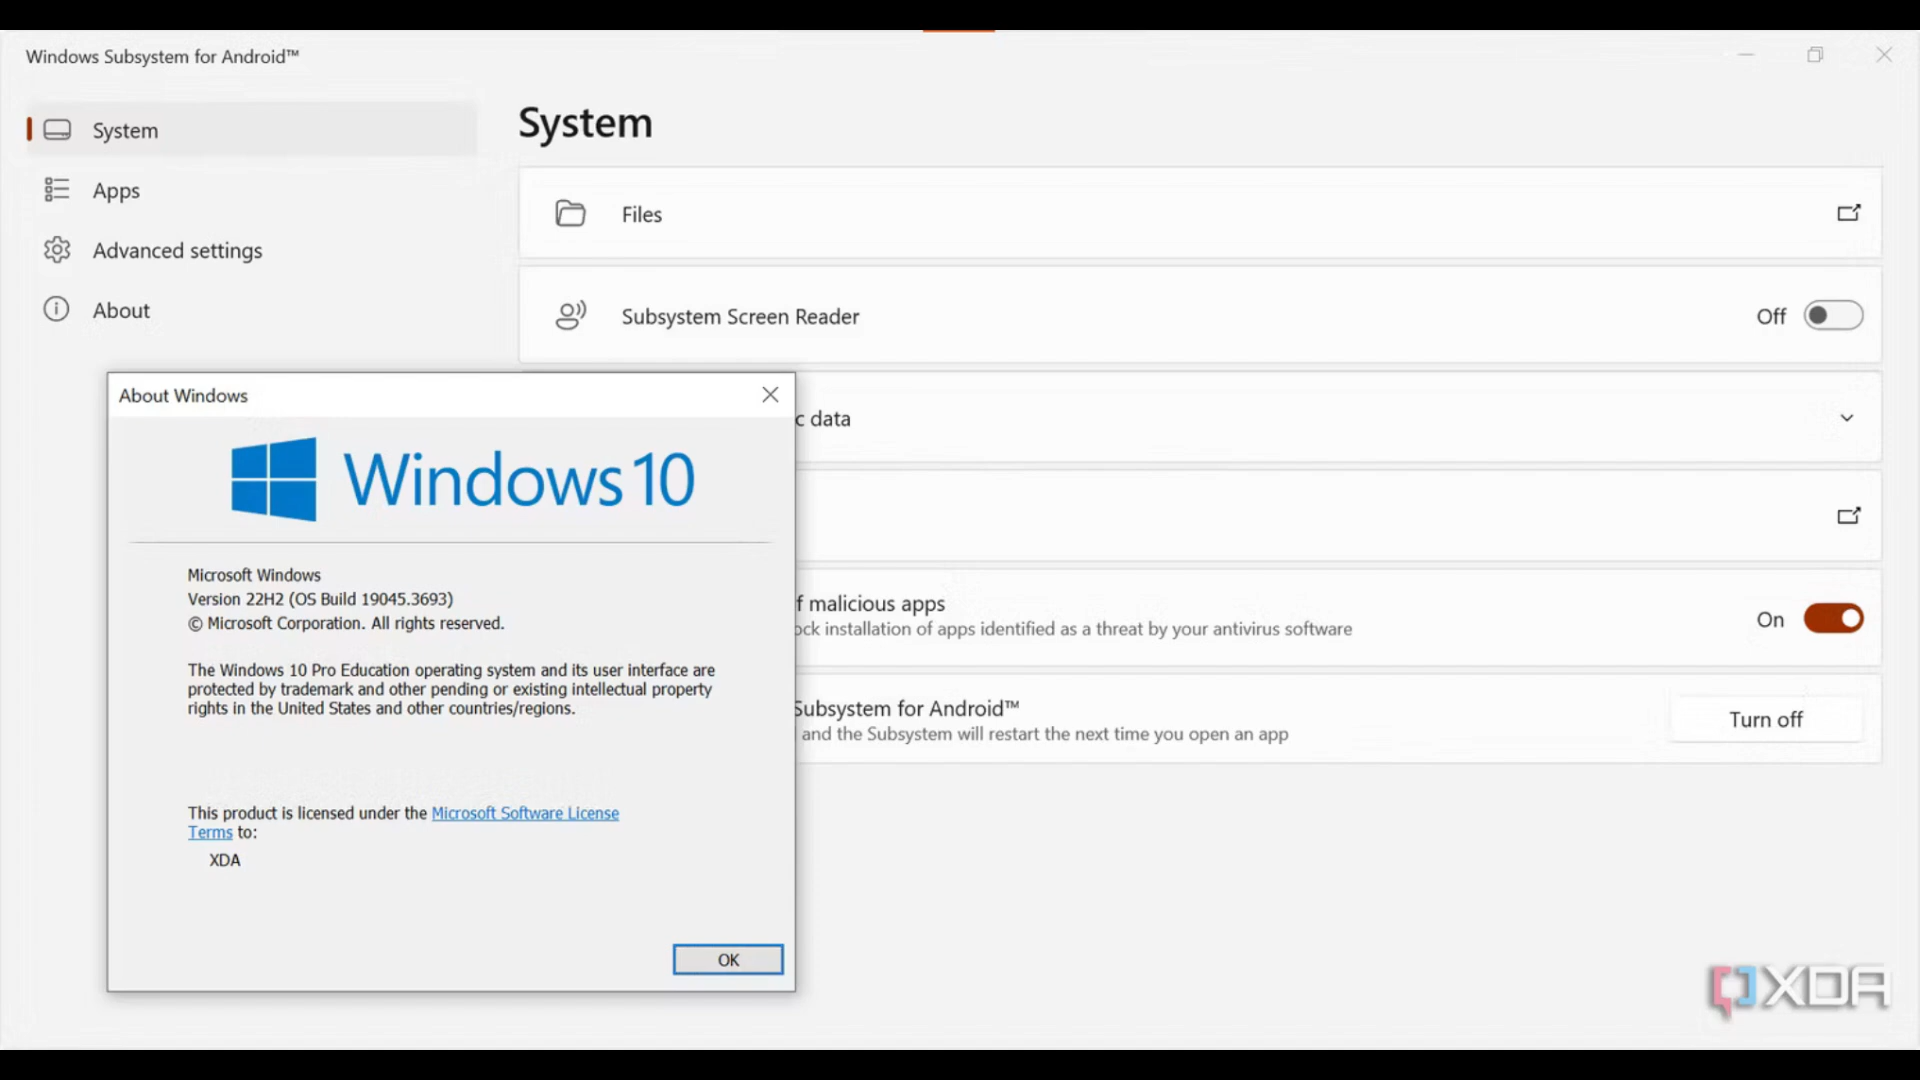 Windows Subsystem for Android™
System
Apps
Advanced settings
About
System
Files
Subsystem Screen Reader
Off
c data
f malicious apps
ock installation of apps identified as a threat by your antivirus software
On
Subsystem for Android™
and the Subsystem will restart the next time you open an app
Turn off
About Windows
Windows 10
Microsoft Windows
Version 22H2 (OS Build 19045.3693)
© Microsoft Corporation. All rights reserved.
The Windows 10 Pro Education operating system and its user interface are
protected by trademark and other pending or existing intellectual property
rights in the United States and other countries/regions.
This product is licensed under the Microsoft Software License
Terms to:
XDA
OK
XDA